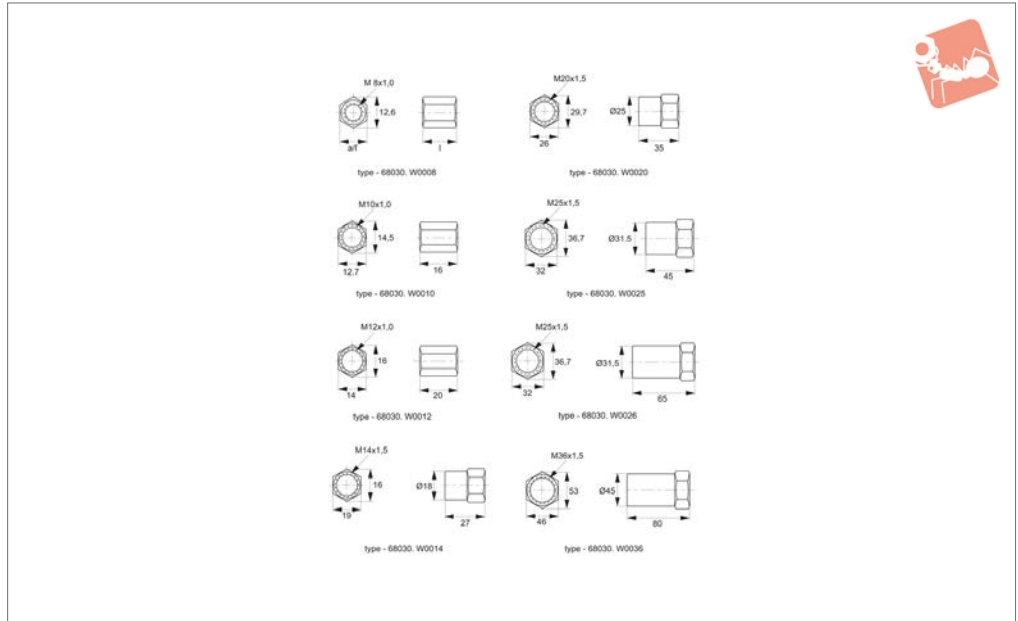 M 8x1,0
12,6
a/f
l
type - 68030. W0008
M20x1,5
29,7
26
Ø25
35
type - 68030. W0020
M10x1,0
14,5
12,7
16
type - 68030. W0010
M25x1,5
36,7
32
Ø31.5
45
type - 68030. W0025
M12x1,0
16
14
20
type - 68030. W0012
M25x1,5
36,7
32
Ø31,5
65
type - 68030. W0026
M14x1,5
16
19
Ø18
27
type - 68030. W0014
M36x1,5
53
46
Ø45
80
type - 68030. W0036